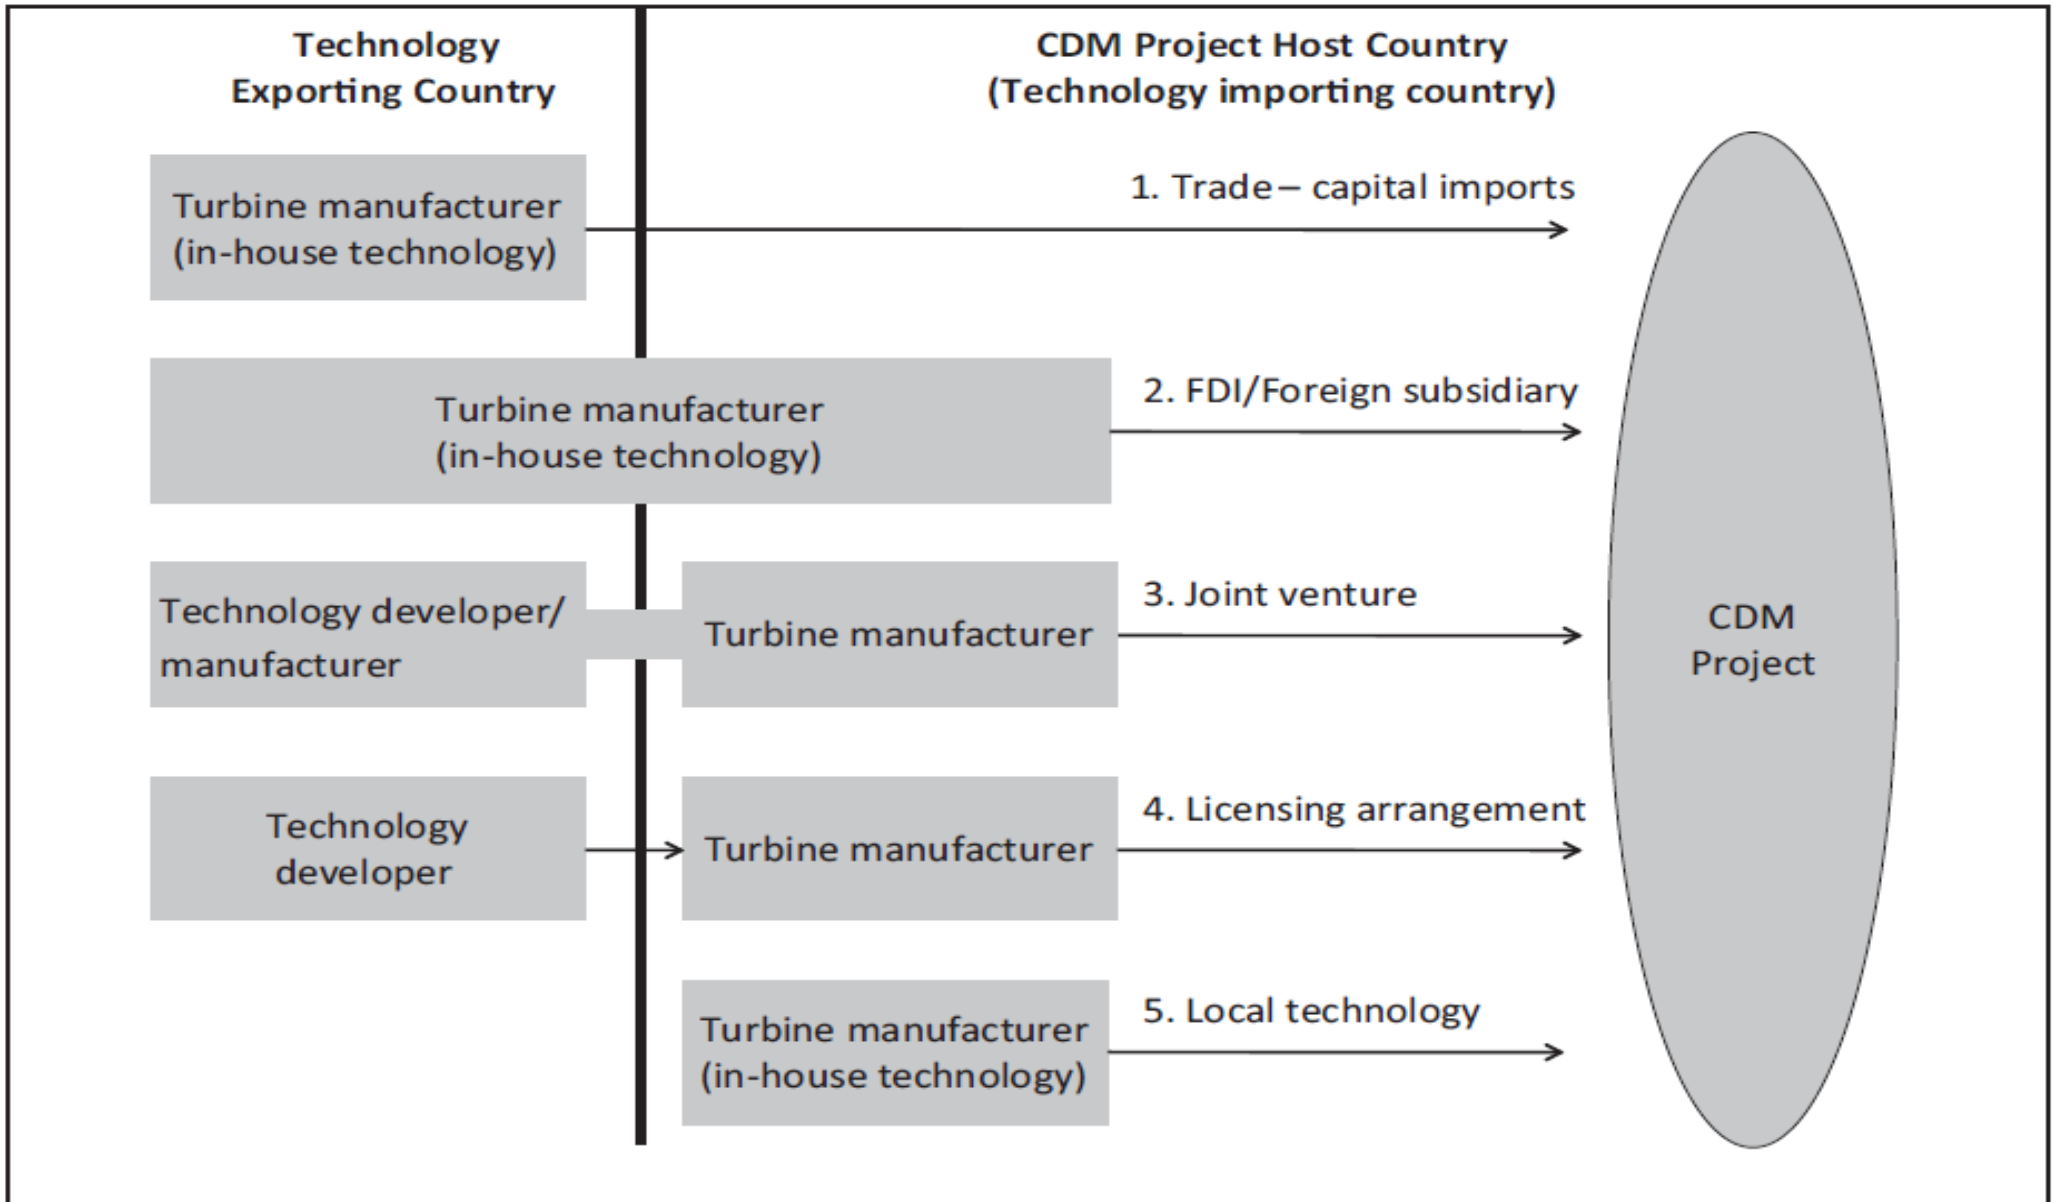 Technology
Exporting Country
CDM Project Host Country
(Technology importing country)
Turbine manufacturer
(in-house technology)
1. Trade – capital imports
Turbine manufacturer
(in-house technology)
2. FDI/Foreign subsidiary
Technology developer/
manufacturer
Turbine manufacturer
3. Joint venture
Technology
developer
Turbine manufacturer
4. Licensing arrangement
Turbine manufacturer
(in-house technology)
5. Local technology
CDM
Project